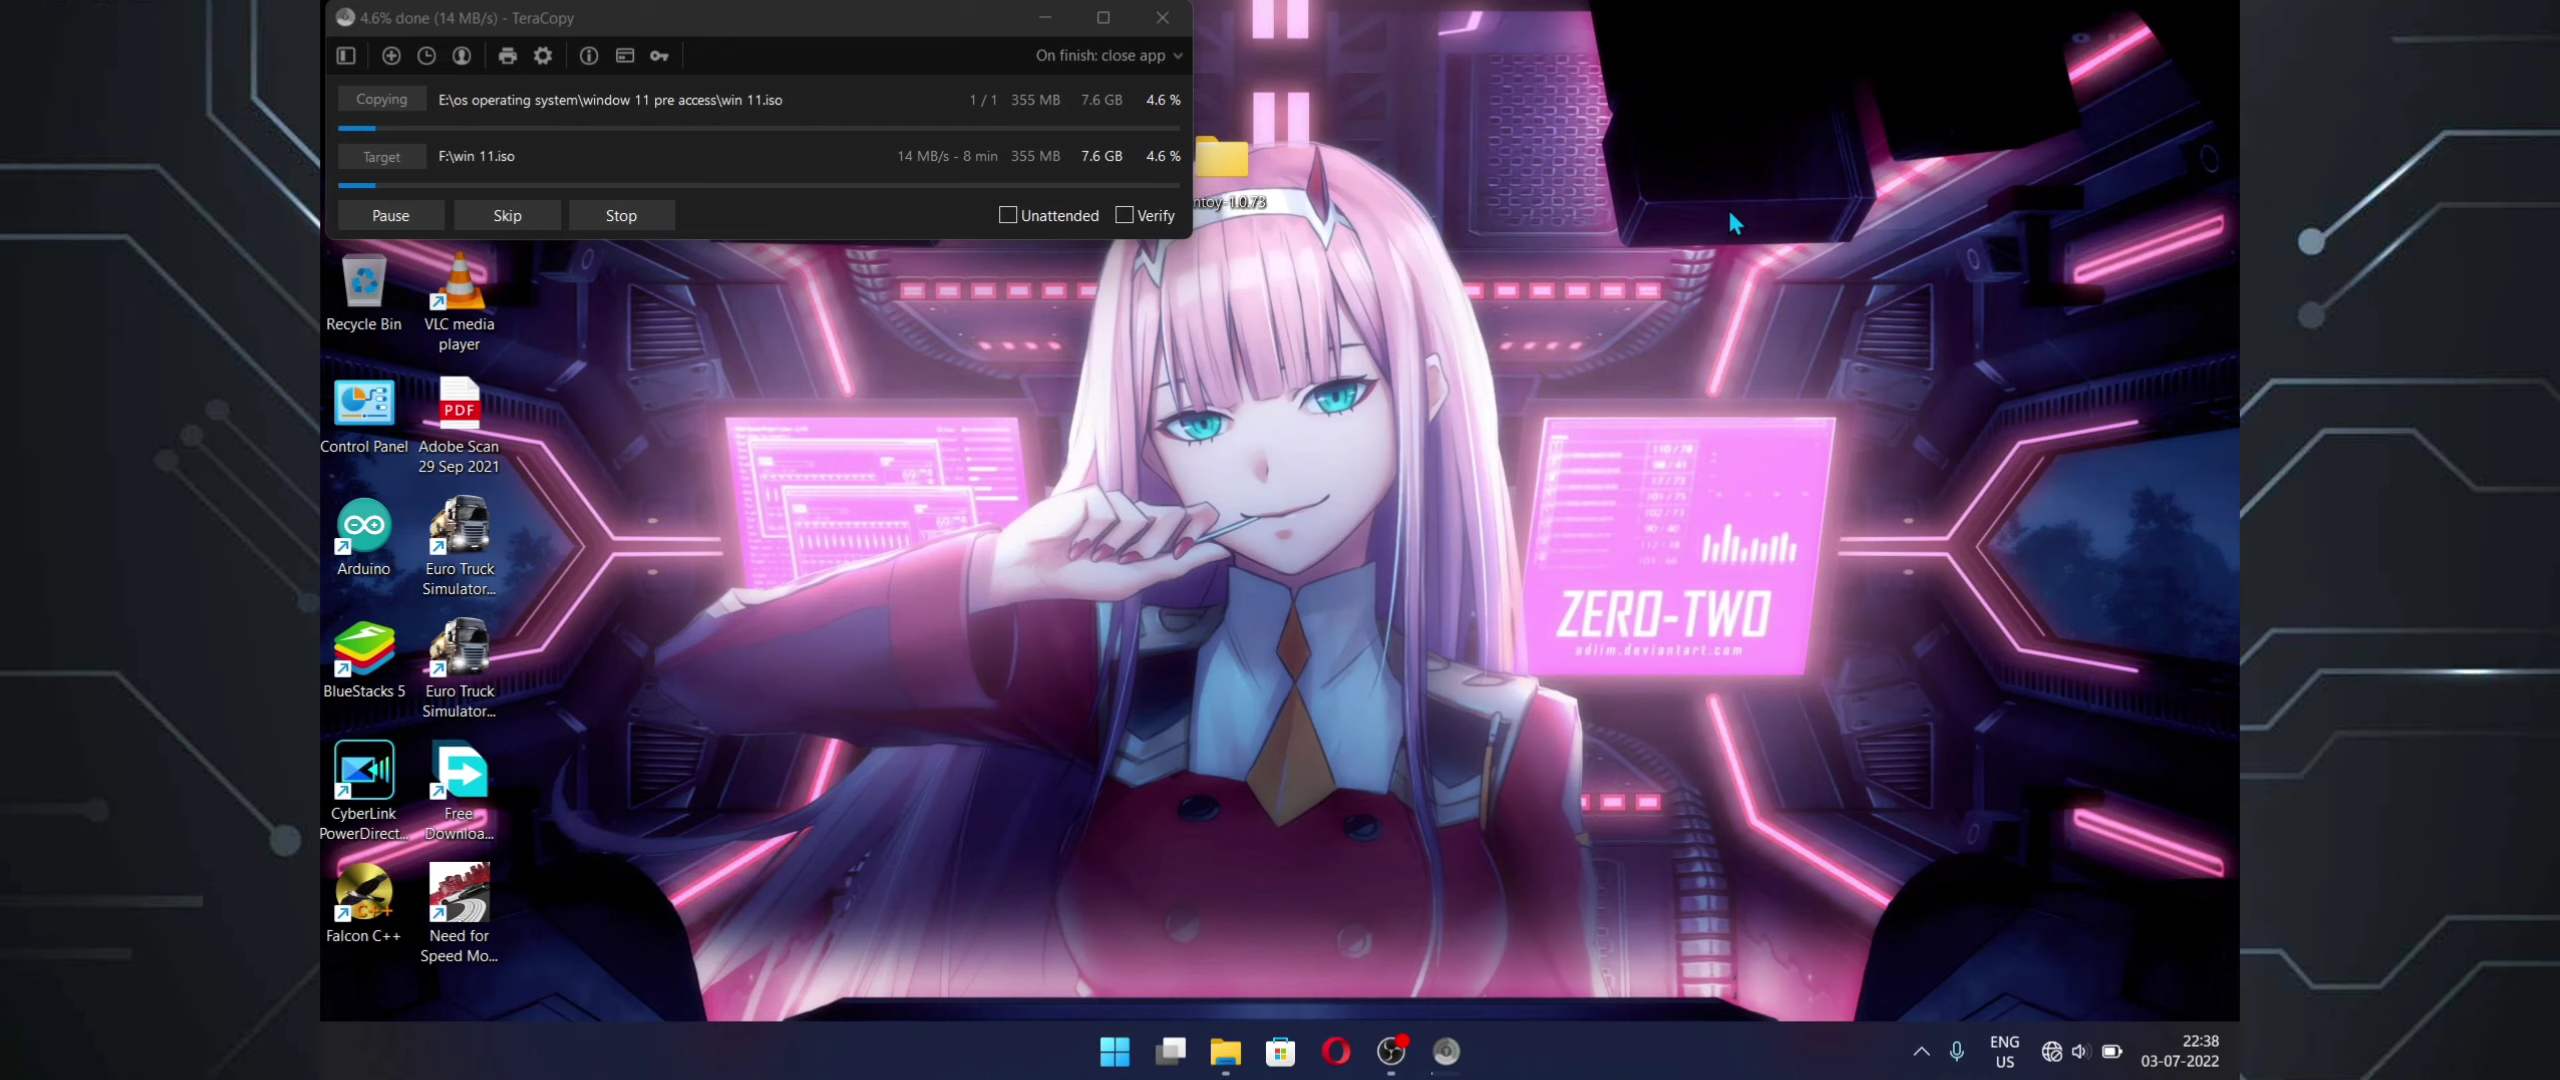 4.6% done (14 MB/s) - TeraCopy
On finish: close app
Copying E:\os operating system\window 11 pre access\win 11.iso 1 / 1 355 MB 7.6 GB 4.6 %
Target F:\win 11.iso 14 MB/s - 8 min 355 MB 7.6 GB 4.6 %
Pause Skip Stop Unattended Verify
ntoy-1.0.73
Recycle Bin
VLC media
player
Control Panel
PDF
Adobe Scan
29 Sep 2021
Arduino
Euro Truck
Simulator...
BlueStacks 5
Euro Truck
Simulator...
CyberLink
PowerDirect...
Free
Downloa...
C++
Falcon C++
Need for
Speed Mo...
ZERO-TWO
adiim.deviantart.com
ENG
US
22:38
03-07-2022